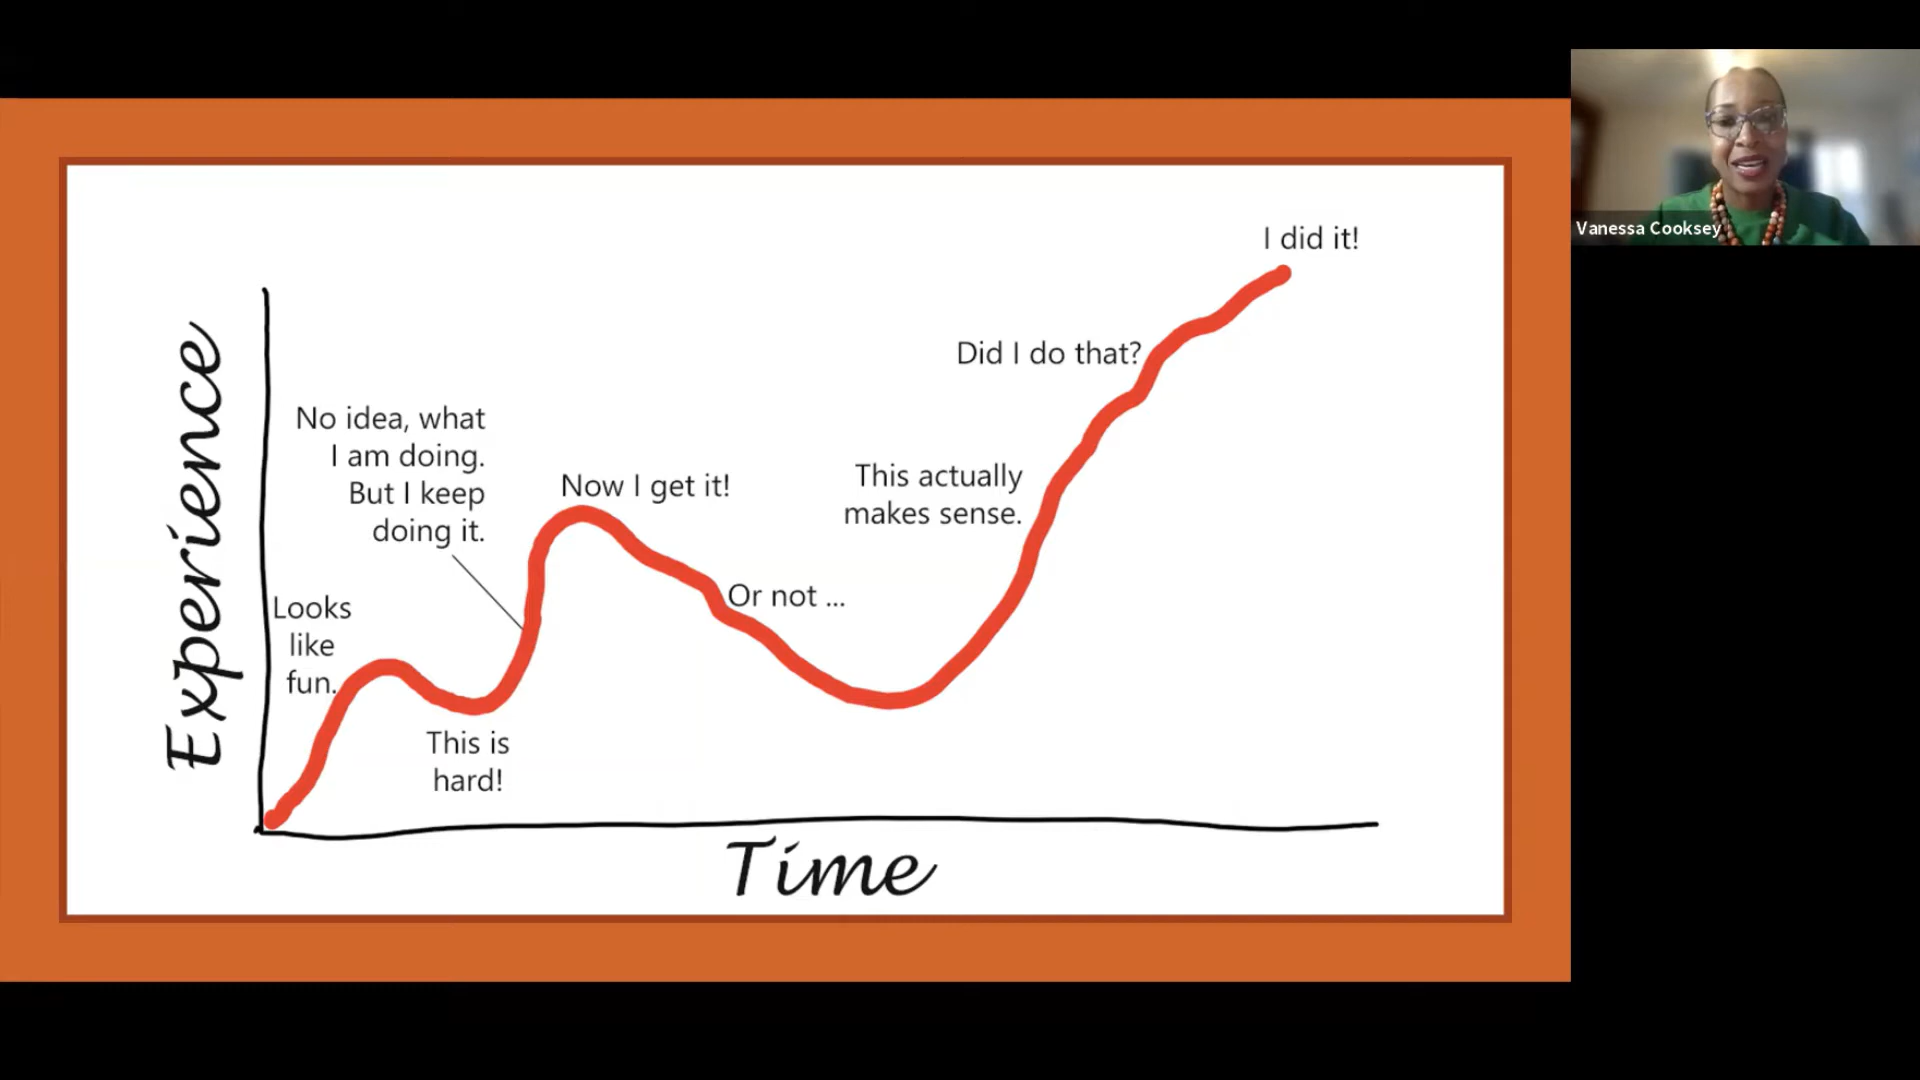 Vanessa Cooksey
I did it!
Did I do that?
No idea, what
I am doing.
But I keep
doing it.
Now I get it!
This actually
makes sense.
Or not ...
Looks
like
fun.
This is
hard!
Experience
Time